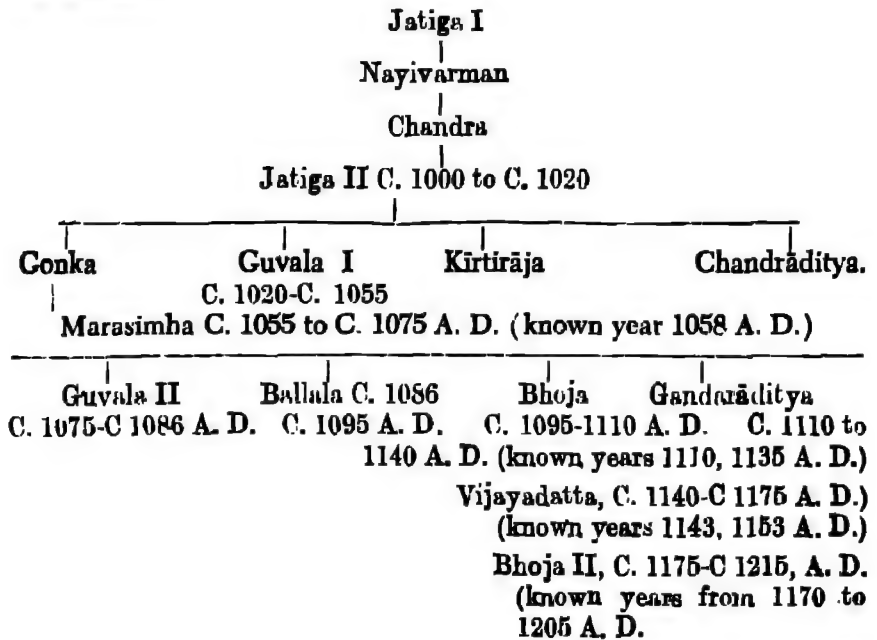 Jatiga I
Nayivarman
Chandra
Jatiga II C. 1000 to C. 1020
Gonka Guvala I Kīrtirāja Chandrāditya.
C. 1020-C. 1055
Marasimha C. 1055 to C. 1075 A. D. (known year 1058 A. D.)
Guvala II Ballala C. 1086 Bhoja Gandarāditya
C. 1075-C 1086 A. D. C. 1095 A. D. C. 1095-1110 A. D. C. 1110 to
1140 A. D. (known years 1110, 1135 A. D.)
Vijayadatta, C. 1140-C 1175 A. D.)
(known years 1143, 1153 A. D.)
Bhoja II, C. 1175-C 1215, A. D.
(known years from 1170 to
1205 A. D.